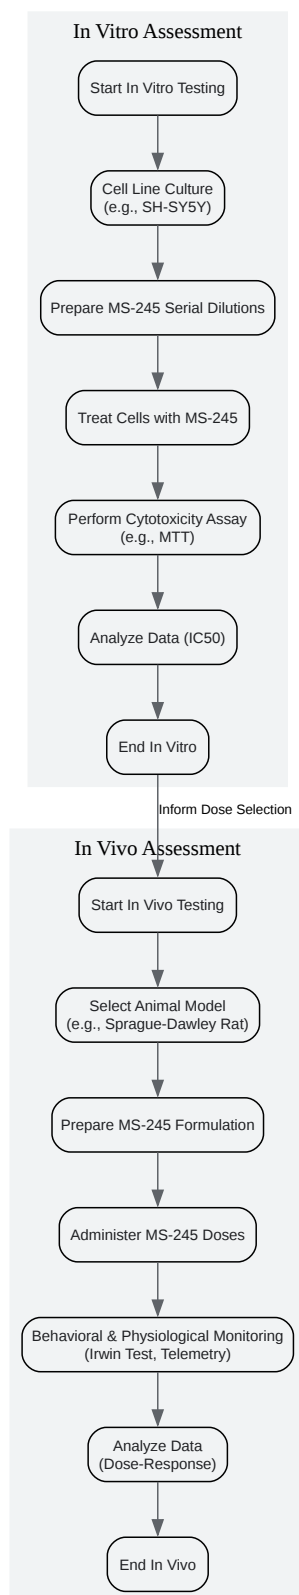 In Vitro Assessment
Start In Vitro Testing
Cell Line Culture
(e.g., SH-SY5Y)
Prepare MS-245 Serial Dilutions
Treat Cells with MS-245
Perform Cytotoxicity Assay
(e.g., MTT)
Analyze Data (IC50)
End In Vitro
Inform Dose Selection
In Vivo Assessment
Start In Vivo Testing
Select Animal Model
(e.g., Sprague-Dawley Rat)
Prepare MS-245 Formulation
Administer MS-245 Doses
Behavioral & Physiological Monitoring
(Irwin Test, Telemetry)
Analyze Data
(Dose-Response)
End In Vivo